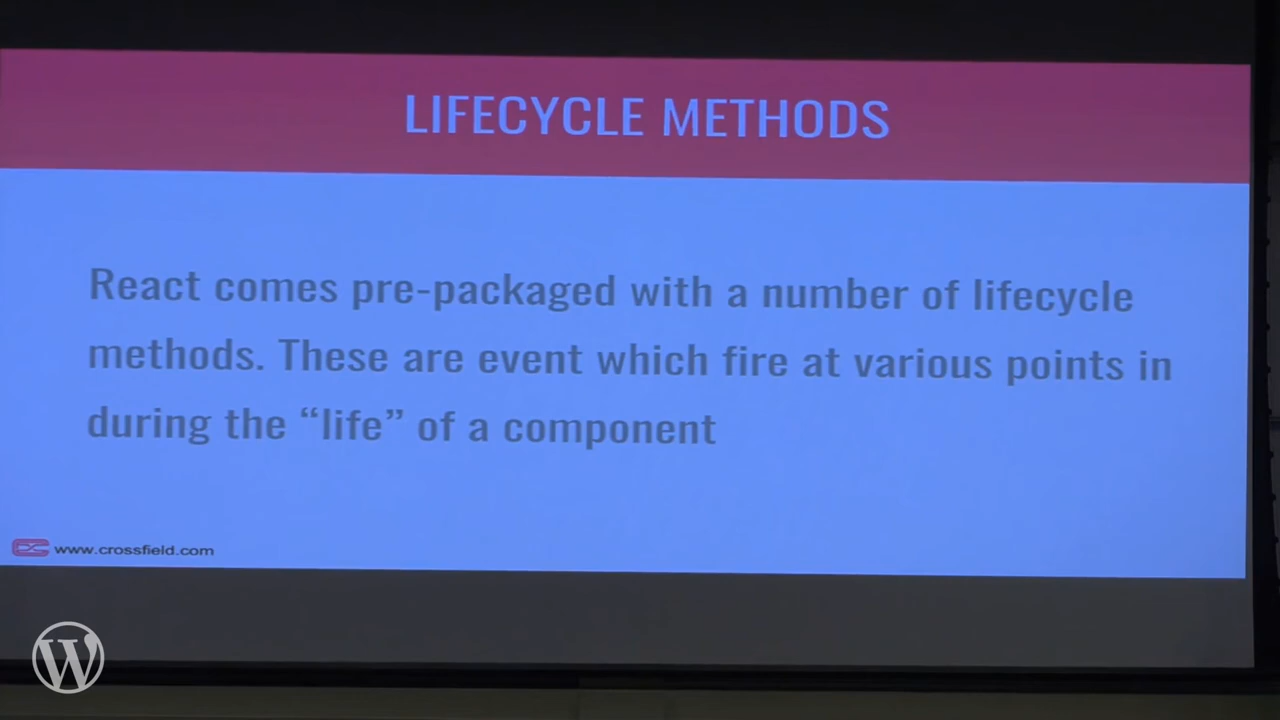 LIFECYCLE METHODS
React comes pre-packaged with a number of lifecycle
methods. These are event which fire at various points in
during the “life” of a component
www.crossfield.com
W